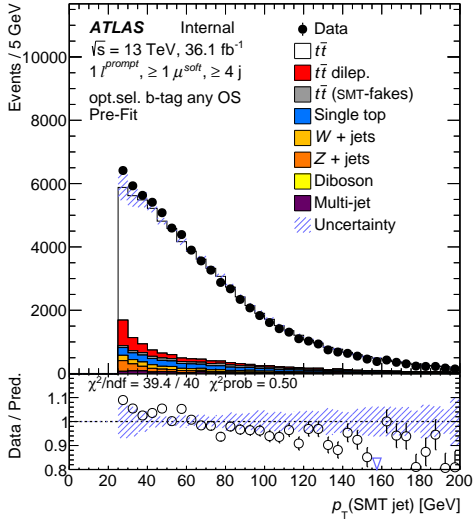 ATLAS Internal
√s = 13 TeV, 36.1 fb⁻¹
1 l^prompt, ≥ 1 μ^soft, ≥ 4 j
opt.sel. b-tag any OS
Pre-Fit
Data
tt̄
tt̄ dilep.
tt̄ (SMT-fakes)
Single top
W + jets
Z + jets
Diboson
Multi-jet
Uncertainty
Events / 5 GeV
10000
8000
6000
4000
2000
0
χ²/ndf = 39.4 / 40 χ²prob = 0.50
Data / Pred.
1.1
1
0.9
0.8
0 20 40 60 80 100 120 140 160 180 200
p_T(SMT jet) [GeV]